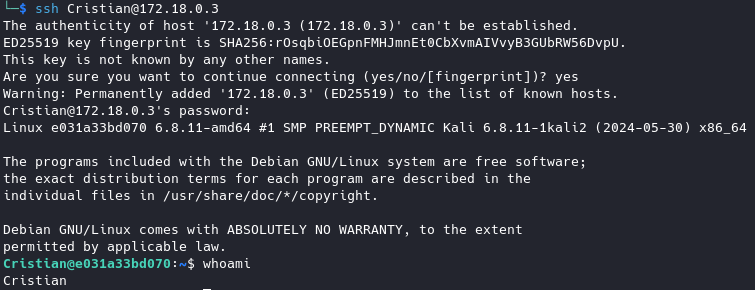 └─$ ssh Cristian@172.18.0.3
The authenticity of host '172.18.0.3 (172.18.0.3)' can't be established.
ED25519 key fingerprint is SHA256:rOsqbiOEGpnFMHJmnEt0CbXvmAIVvyB3GUbRW56DvpU.
This key is not known by any other names.
Are you sure you want to continue connecting (yes/no/[fingerprint])? yes
Warning: Permanently added '172.18.0.3' (ED25519) to the list of known hosts.
Cristian@172.18.0.3's password:
Linux e031a33bd070 6.8.11-amd64 #1 SMP PREEMPT_DYNAMIC Kali 6.8.11-1kali2 (2024-05-30) x86_64

The programs included with the Debian GNU/Linux system are free software;
the exact distribution terms for each program are described in the
individual files in /usr/share/doc/*/copyright.

Debian GNU/Linux comes with ABSOLUTELY NO WARRANTY, to the extent
permitted by applicable law.
Cristian@e031a33bd070:~$ whoami
Cristian